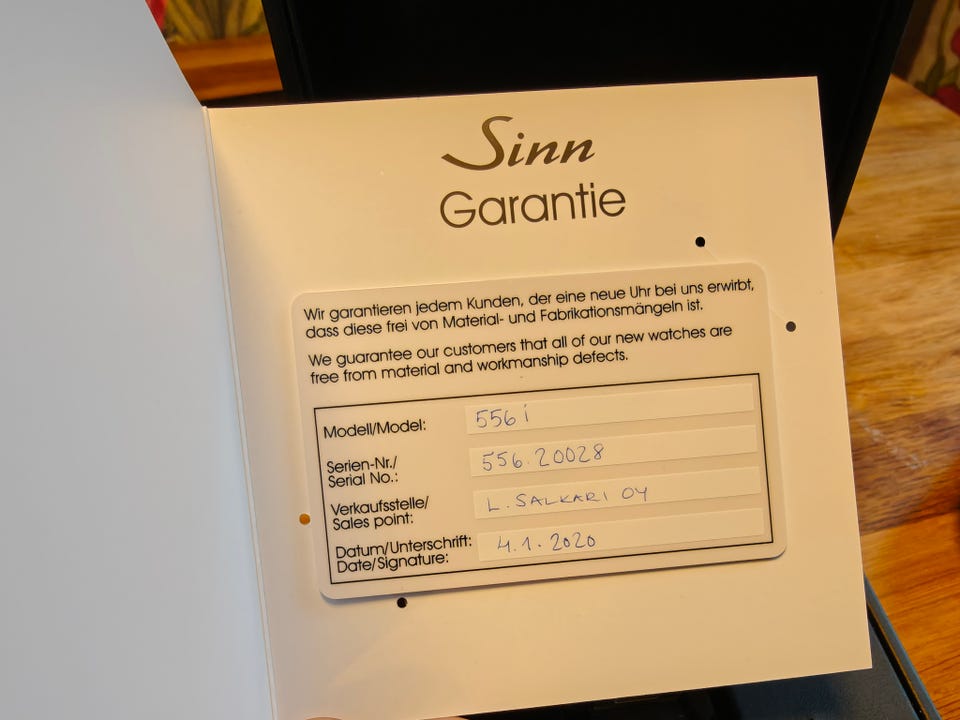 Sinn
Garantie
Wir garantieren jedem Kunden, der eine neue Uhr bei uns erwirbt,
dass diese frei von Material- und Fabrikationsmängeln ist.
We guarantee our customers that all of our new watches are
free from material and workmanship defects.
Modell/Model: 556 i
Serien-Nr./
Serial No.: 556.20028
Verkaufsstelle/
Sales point: L. SALKARI OY
Datum/Unterschrift:
Date/Signature: 4.1.2020